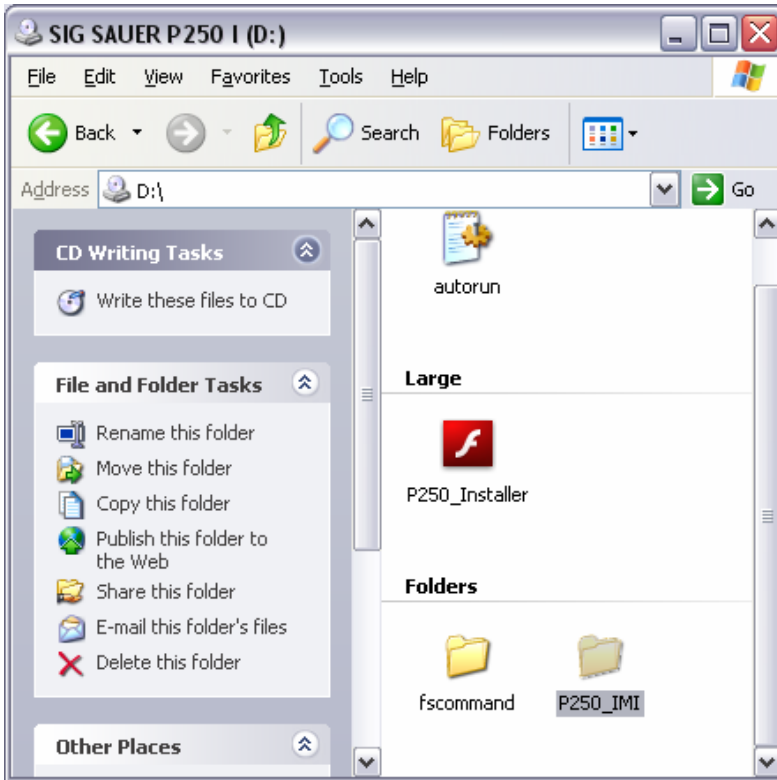 SIG SAUER P250 I (D:)
File Edit View Favorites Tools Help
Back Search Folders
Address D:\ Go
CD Writing Tasks
Write these files to CD
File and Folder Tasks
Rename this folder
Move this folder
Copy this folder
Publish this folder to
the Web
Share this folder
E-mail this folder's files
Delete this folder
Other Places
autorun
Large
P250_Installer
Folders
fscommand P250_IMI